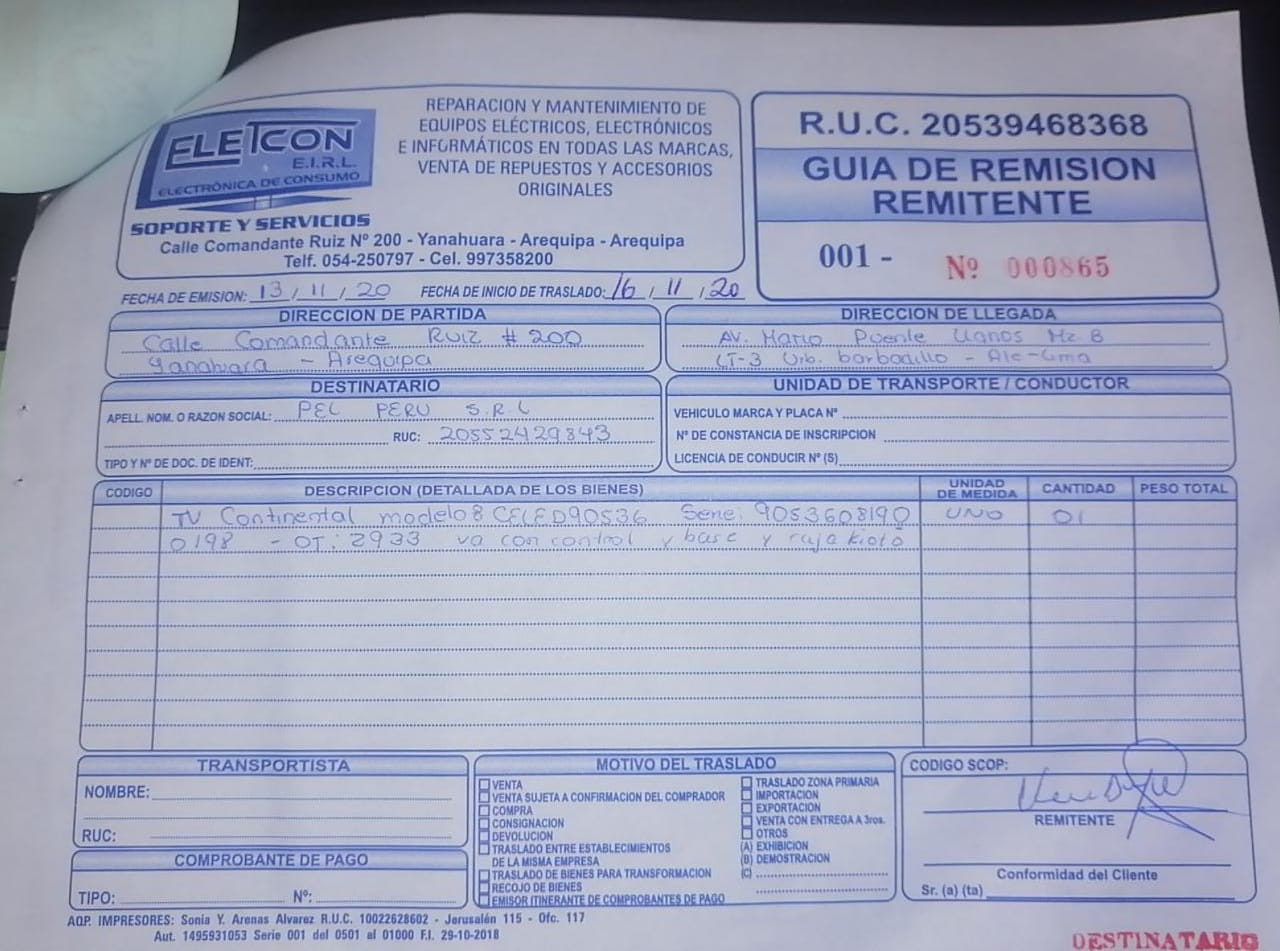 ELETCON
E.I.R.L.
ELECTRÓNICA DE CONSUMO
SOPORTE Y SERVICIOS
REPARACION Y MANTENIMIENTO DE
EQUIPOS ELÉCTRICOS, ELECTRÓNICOS
E INFORMÁTICOS EN TODAS LAS MARCAS,
VENTA DE REPUESTOS Y ACCESORIOS
ORIGINALES
Calle Comandante Ruiz Nº 200 - Yanahuara - Arequipa - Arequipa
Telf. 054-250797 - Cel. 997358200
R.U.C. 20539468368
GUIA DE REMISION
REMITENTE
001 - Nº 000865
FECHA DE EMISION: 13 / 11 / 20 FECHA DE INICIO DE TRASLADO: 16 / 11 / 20
DIRECCION DE PARTIDA
Calle Comandante Ruiz # 200
Yanahuara - Arequipa
DIRECCION DE LLEGADA
AV. Mario Puente Llanos Mz. B
LT-3 Urb. barbadillo - Ate-Lima
DESTINATARIO
APELL. NOM. O RAZON SOCIAL: PEL PERU S.R.L
RUC: 20552429843
TIPO Y Nº DE DOC. DE IDENT:
UNIDAD DE TRANSPORTE / CONDUCTOR
VEHICULO MARCA Y PLACA Nº
Nº DE CONSTANCIA DE INSCRIPCION
LICENCIA DE CONDUCIR Nº (S)
CODIGO DESCRIPCION (DETALLADA DE LOS BIENES) UNIDAD DE MEDIDA CANTIDAD PESO TOTAL
TV Continental modelo8 CELED90536 Serie: 9053608190 UNO 01
0198 - OT: 2933 va con control y base y caja kioto
TRANSPORTISTA
NOMBRE:
RUC:
COMPROBANTE DE PAGO
TIPO: Nº:
MOTIVO DEL TRASLADO
VENTA
VENTA SUJETA A CONFIRMACION DEL COMPRADOR
COMPRA
CONSIGNACION
DEVOLUCION
TRASLADO ENTRE ESTABLECIMIENTOS
DE LA MISMA EMPRESA
TRASLADO DE BIENES PARA TRANSFORMACION
RECOJO DE BIENES
EMISOR ITINERANTE DE COMPROBANTES DE PAGO
TRASLADO ZONA PRIMARIA
IMPORTACION
EXPORTACION
VENTA CON ENTREGA A 3ros.
OTROS
(A) EXHIBICION
(B) DEMOSTRACION
(C)
CODIGO SCOP:
REMITENTE
Conformidad del Cliente
Sr. (a) (ta)
AQP. IMPRESORES: Sonia Y. Arenas Alvarez R.U.C. 10022628602 - Jerusalén 115 - Ofc. 117
Aut. 1495931053 Serie 001 del 0501 al 01000 F.I. 29-10-2018
DESTINATARIO